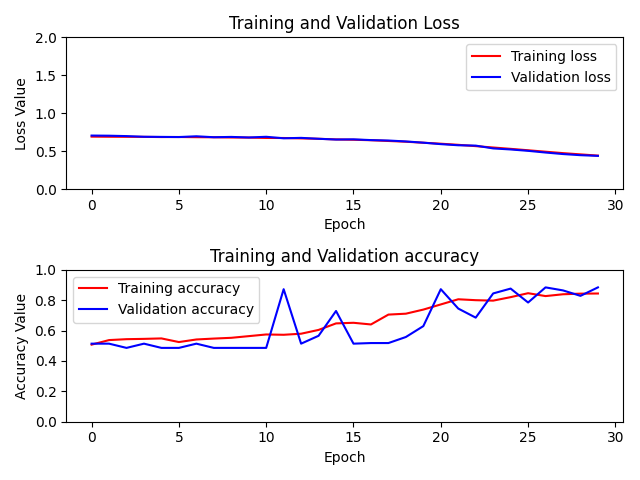 Training and Validation Loss
2.0
1.5
1.0
0.5
0.0
Loss Value
Training loss
Validation loss
0 5 10 15 20 25 30
Epoch
Training and Validation accuracy
1.0
0.8
0.6
0.4
0.2
0.0
Accuracy Value
Training accuracy
Validation accuracy
0 5 10 15 20 25 30
Epoch